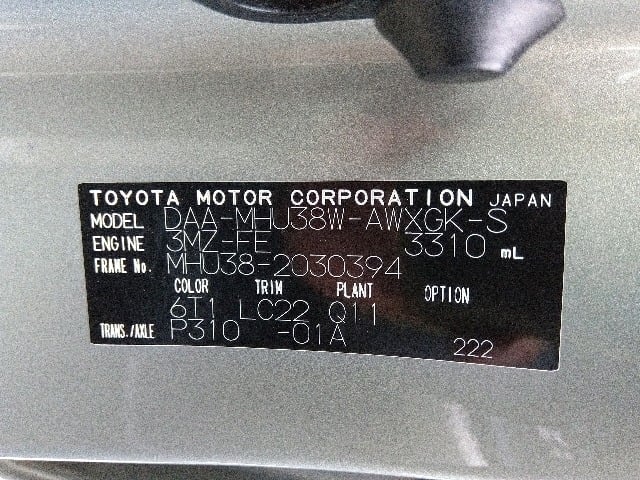 TOYOTA MOTOR CORPORATION JAPAN
MODEL DAA-MHU38W-AWXGK-S
ENGINE 3MZ-FE 3310 mL
FRAME No. MHU38-2030394
COLOR TRIM PLANT OPTION
6T1 LC22 Q11
TRANS./AXLE P310 -01A
222